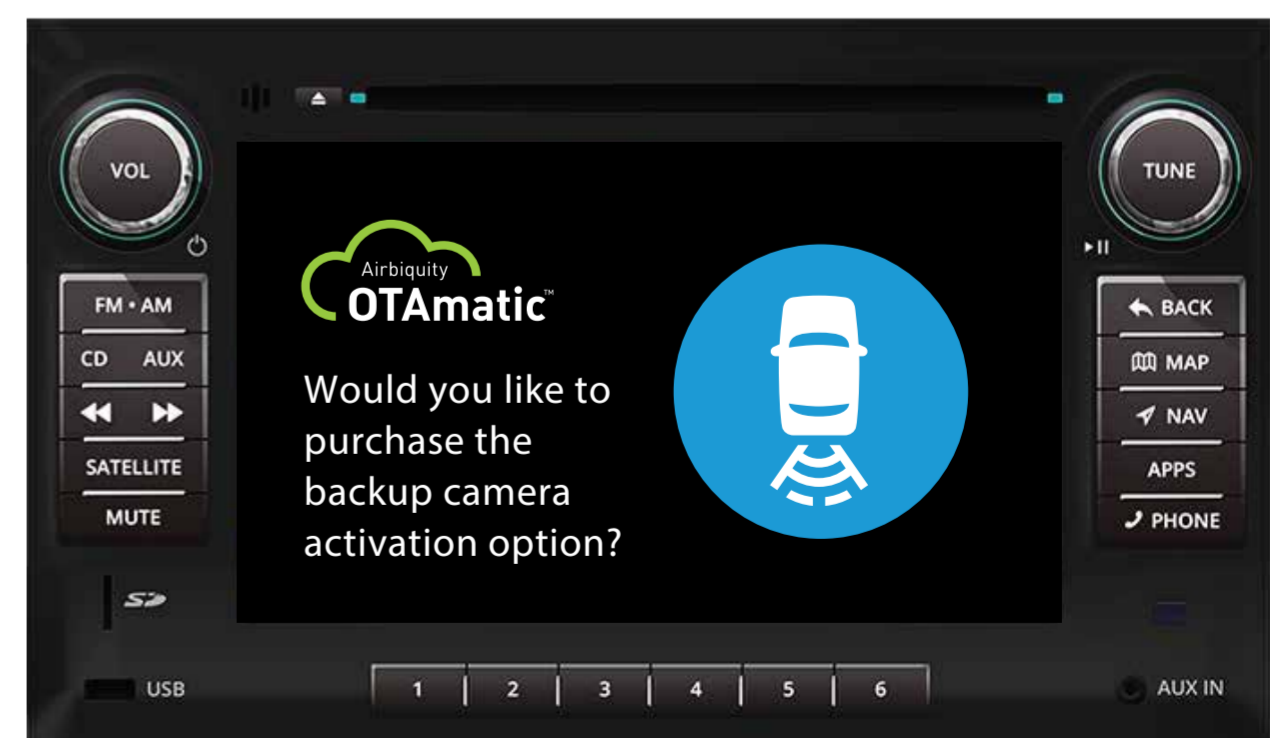 VOL
TUNE
FM • AM
CD AUX
SATELLITE
MUTE
Airbiquity
OTAmatic™
Would you like to
purchase the
backup camera
activation option?
BACK
MAP
NAV
APPS
PHONE
SD
USB
1 2 3 4 5 6
AUX IN